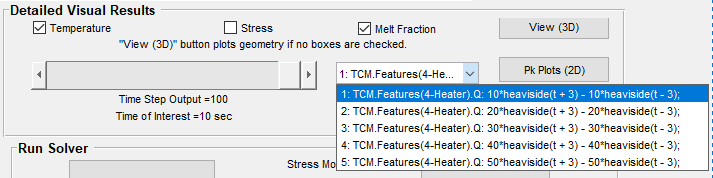 Detailed Visual Results
Temperature Stress Melt Fraction View (3D)
"View (3D)" button plots geometry if no boxes are checked.
1: TCM.Features(4-He... Pk Plots (2D)
Time Step Output =100
Time of Interest =10 sec
1: TCM.Features(4-Heater).Q: 10*heaviside(t + 3) - 10*heaviside(t - 3);
2: TCM.Features(4-Heater).Q: 20*heaviside(t + 3) - 20*heaviside(t - 3);
3: TCM.Features(4-Heater).Q: 30*heaviside(t + 3) - 30*heaviside(t - 3);
4: TCM.Features(4-Heater).Q: 40*heaviside(t + 3) - 40*heaviside(t - 3);
5: TCM.Features(4-Heater).Q: 50*heaviside(t + 3) - 50*heaviside(t - 3);
Run Solver
Stress Mo